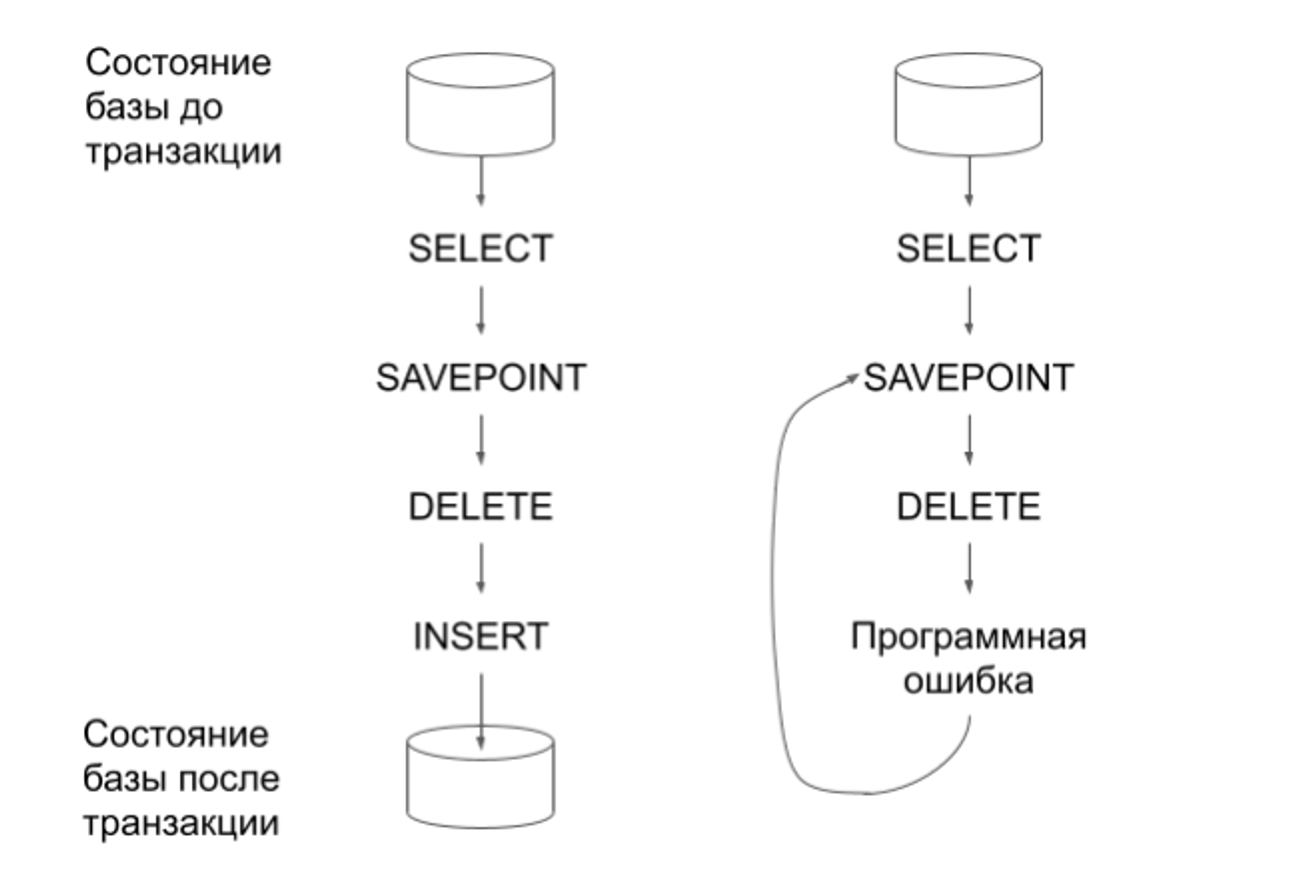 Состояние
базы до
транзакции
SELECT
SELECT
SAVEPOINT
SAVEPOINT
DELETE
DELETE
INSERT
Программная
ошибка
Состояние
базы после
транзакции